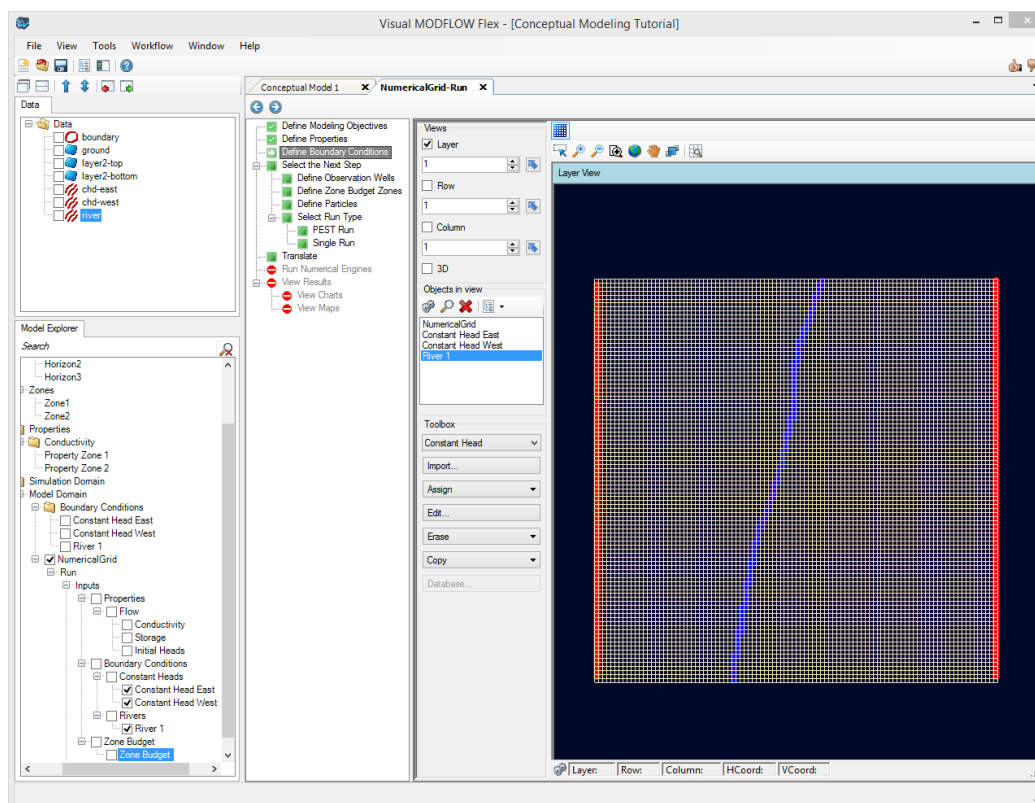 Visual MODFLOW Flex - [Conceptual Modeling Tutorial]
File View Tools Workflow Window Help
Data
Data
boundary
ground
layer2-top
layer2-bottom
chd-east
chd-west
river
Model Explorer
Search
Horizon2
Horizon3
Zones
Zone1
Zone2
Properties
Conductivity
Property Zone 1
Property Zone 2
Simulation Domain
Model Domain
Boundary Conditions
Constant Head East
Constant Head West
River 1
NumericalGrid
Run
Inputs
Properties
Flow
Conductivity
Storage
Initial Heads
Boundary Conditions
Constant Heads
Constant Head East
Constant Head West
Rivers
River 1
Zone Budget
Zone Budget
Conceptual Model 1 X NumericalGrid-Run X
Define Modeling Objectives
Define Properties
Define Boundary Conditions
Select the Next Step
Define Observation Wells
Define Zone Budget Zones
Define Particles
Select Run Type
PEST Run
Single Run
Translate
Run Numerical Engines
View Results
View Charts
View Maps
Views
Layer
1
Row
1
Column
1
3D
Objects in view
NumericalGrid
Constant Head East
Constant Head West
River 1
Toolbox
Constant Head
Import...
Assign
Edit...
Erase
Copy
Database...
Layer View
Layer: Row: Column: HCoord: VCoord: